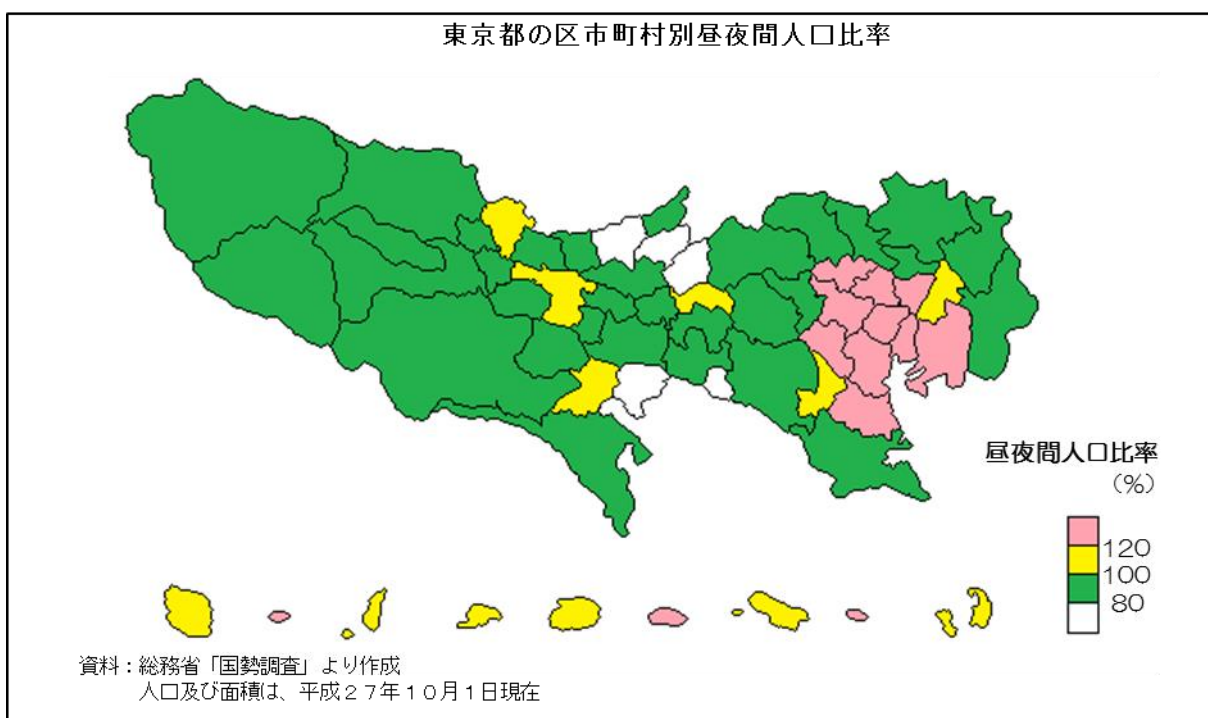 東京都の区市町村別昼夜間人口比率
昼夜間人口比率
(%)
120
100
80
資料：総務省「国勢調査」より作成
人口及び面積は、平成２７年１０月１日現在